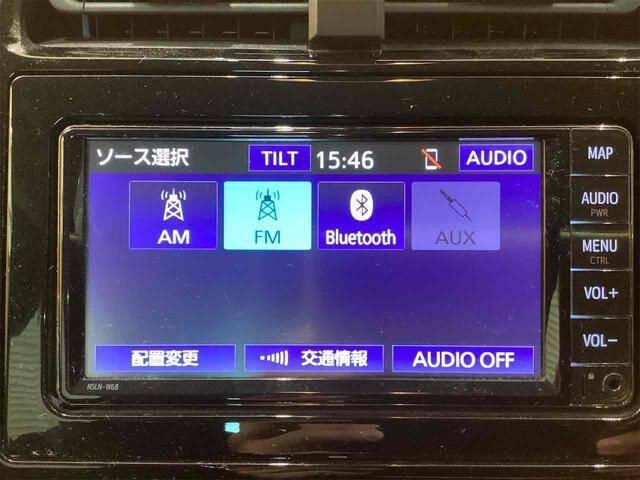 ソース選択 TILT 15:46 AUDIO
AM FM Bluetooth AUX
配置変更 交通情報 AUDIO OFF
NSLN-W68
MAP
AUDIO
PWR
MENU
CTRL
VOL+
VOL−